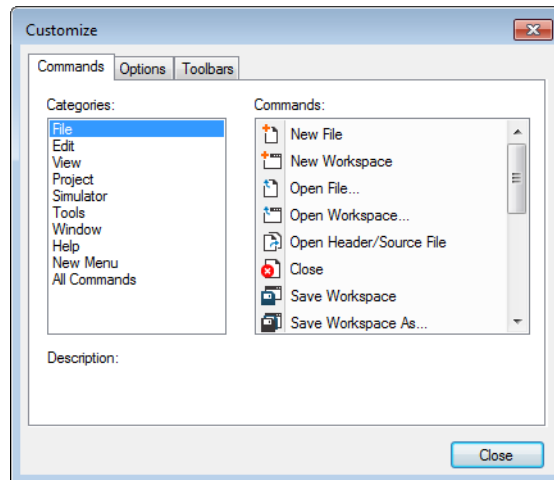 Customize
Commands Options Toolbars
Categories:
File
Edit
View
Project
Simulator
Tools
Window
Help
New Menu
All Commands
Commands:
New File
New Workspace
Open File...
Open Workspace...
Open Header/Source File
Close
Save Workspace
Save Workspace As...
Description:
Close